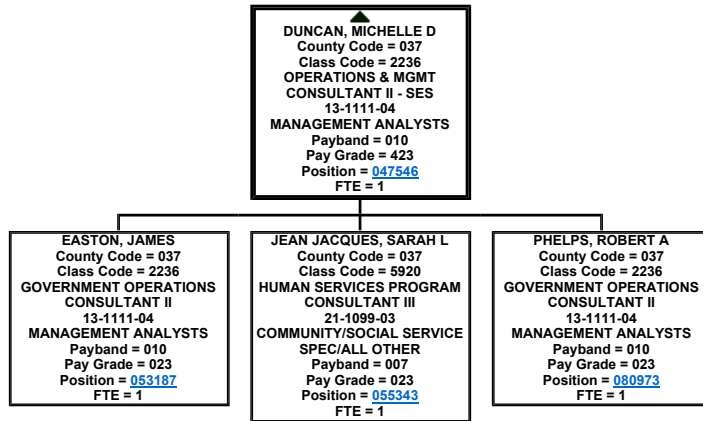 DUNCAN, MICHELLE D
County Code = 037
Class Code = 2236
OPERATIONS & MGMT
CONSULTANT II - SES
13-1111-04
MANAGEMENT ANALYSTS
Payband = 010
Pay Grade = 423
Position = 047546
FTE = 1
EASTON, JAMES
County Code = 037
Class Code = 2236
GOVERNMENT OPERATIONS
CONSULTANT II
13-1111-04
MANAGEMENT ANALYSTS
Payband = 010
Pay Grade = 023
Position = 053187
FTE = 1
JEAN JACQUES, SARAH L
County Code = 037
Class Code = 5920
HUMAN SERVICES PROGRAM
CONSULTANT III
21-1099-03
COMMUNITY/SOCIAL SERVICE
SPEC/ALL OTHER
Payband = 007
Pay Grade = 023
Position = 055343
FTE = 1
PHELPS, ROBERT A
County Code = 037
Class Code = 2236
GOVERNMENT OPERATIONS
CONSULTANT II
13-1111-04
MANAGEMENT ANALYSTS
Payband = 010
Pay Grade = 023
Position = 080973
FTE = 1